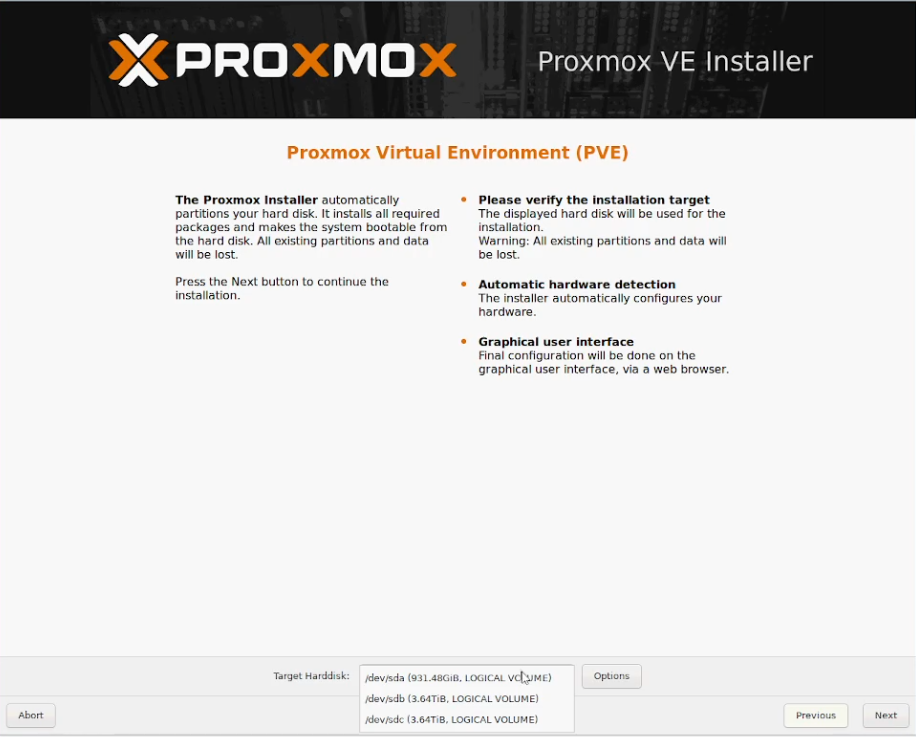 PROXMOX
Proxmox VE Installer
Proxmox Virtual Environment (PVE)
The Proxmox Installer automatically
partitions your hard disk. It installs all required
packages and makes the system bootable from
the hard disk. All existing partitions and data
will be lost.
Press the Next button to continue the
installation.
Please verify the installation target
The displayed hard disk will be used for the
installation.
Warning: All existing partitions and data will
be lost.
Automatic hardware detection
The installer automatically configures your
hardware.
Graphical user interface
Final configuration will be done on the
graphical user interface, via a web browser.
Target Harddisk:
/dev/sda (931.48GiB, LOGICAL VOLUME)
/dev/sdb (3.64TiB, LOGICAL VOLUME)
/dev/sdc (3.64TiB, LOGICAL VOLUME)
Options
Abort
Previous
Next